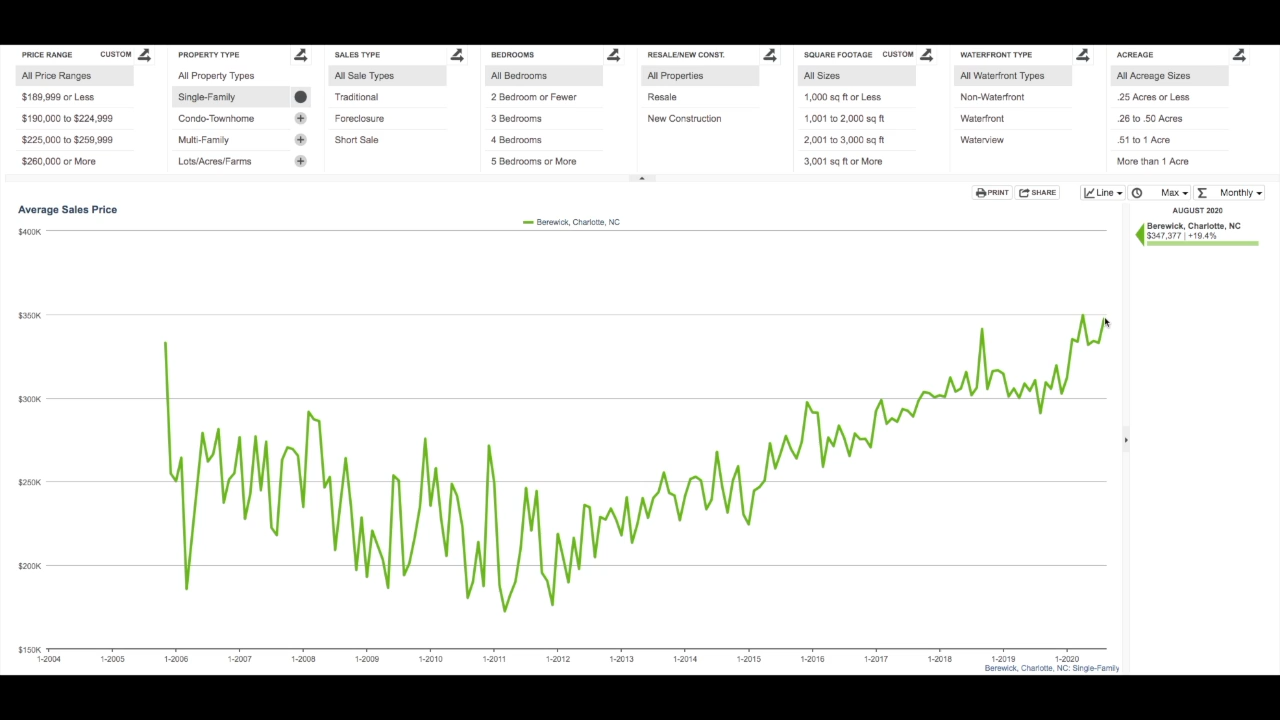 PRICE RANGE CUSTOM
All Price Ranges
$189,999 or Less
$190,000 to $224,999
$225,000 to $259,999
$260,000 or More
PROPERTY TYPE
All Property Types
Single-Family
Condo-Townhome
Multi-Family
Lots/Acres/Farms
SALES TYPE
All Sale Types
Traditional
Foreclosure
Short Sale
BEDROOMS
All Bedrooms
2 Bedroom or Fewer
3 Bedrooms
4 Bedrooms
5 Bedrooms or More
RESALE/NEW CONST.
All Properties
Resale
New Construction
SQUARE FOOTAGE CUSTOM
All Sizes
1,000 sq ft or Less
1,001 to 2,000 sq ft
2,001 to 3,000 sq ft
3,001 sq ft or More
WATERFRONT TYPE
All Waterfront Types
Non-Waterfront
Waterfront
Waterview
ACREAGE
All Acreage Sizes
.25 Acres or Less
.26 to .50 Acres
.51 to 1 Acre
More than 1 Acre
PRINT SHARE Line Max Monthly
Average Sales Price
Berewick, Charlotte, NC
$400K
$350K
$300K
$250K
$200K
$150K
1-2004 1-2005 1-2006 1-2007 1-2008 1-2009 1-2010 1-2011 1-2012 1-2013 1-2014 1-2015 1-2016 1-2017 1-2018 1-2019 1-2020
Berewick, Charlotte, NC: Single-Family
AUGUST 2020
Berewick, Charlotte, NC
$347,377 | +19.4%